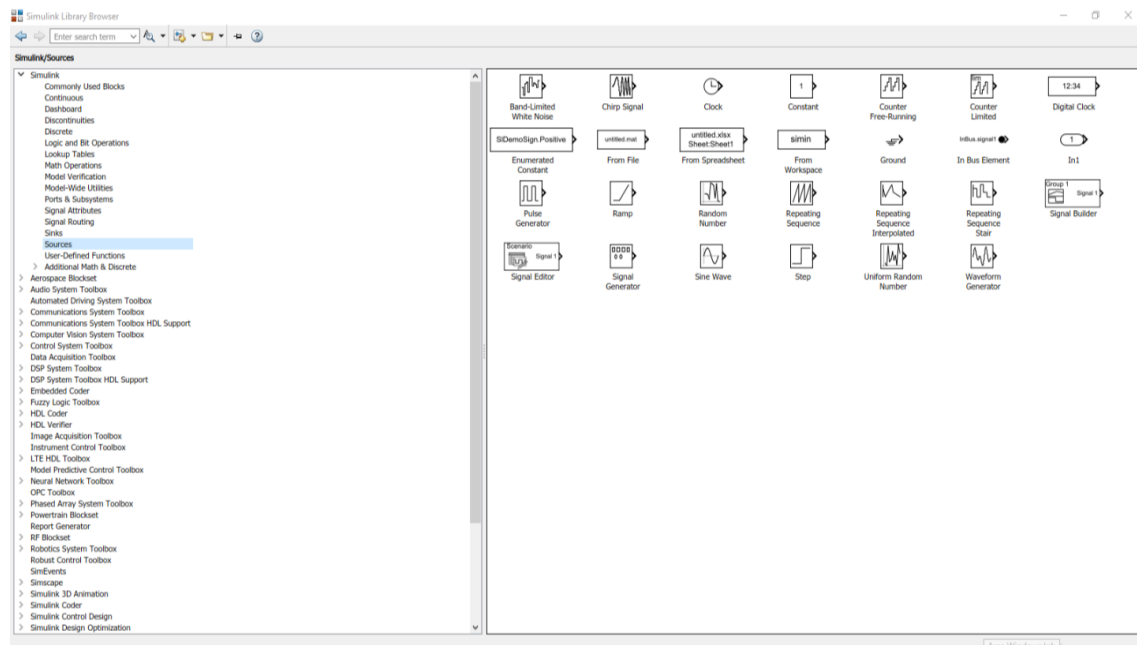 Simulink Library Browser
Enter search term
Simulink/Sources
Simulink
Commonly Used Blocks
Continuous
Dashboard
Discontinuities
Discrete
Logic and Bit Operations
Lookup Tables
Math Operations
Model Verification
Model-Wide Utilities
Ports & Subsystems
Signal Attributes
Signal Routing
Sinks
Sources
User-Defined Functions
Additional Math & Discrete
Aerospace Blockset
Audio System Toolbox
Automated Driving System Toolbox
Communications System Toolbox
Communications System Toolbox HDL Support
Computer Vision System Toolbox
Control System Toolbox
Data Acquisition Toolbox
DSP System Toolbox
DSP System Toolbox HDL Support
Embedded Coder
Fuzzy Logic Toolbox
HDL Coder
HDL Verifier
Image Acquisition Toolbox
Instrument Control Toolbox
LTE HDL Toolbox
Model Predictive Control Toolbox
Neural Network Toolbox
OPC Toolbox
Phased Array System Toolbox
Powertrain Blockset
Report Generator
RF Blockset
Robotics System Toolbox
Robust Control Toolbox
SimEvents
Simscape
Simulink 3D Animation
Simulink Coder
Simulink Control Design
Simulink Design Optimization
Band-Limited
White Noise
Chirp Signal
Clock
1
Constant
Counter
Free-Running
lim
Counter
Limited
12:34
Digital Clock
SlDemoSign.Positive
Enumerated
Constant
untitled.mat
From File
untitled.xlsx
Sheet:Sheet1
From Spreadsheet
simin
From
Workspace
Ground
InBus.signal1
In Bus Element
1
In1
Pulse
Generator
Ramp
Random
Number
Repeating
Sequence
Repeating
Sequence
Interpolated
Repeating
Sequence
Stair
Group 1
Signal 1
Signal Builder
Scenario
Signal 1
Signal Editor
Signal
Generator
Sine Wave
Step
Uniform Random
Number
Waveform
Generator